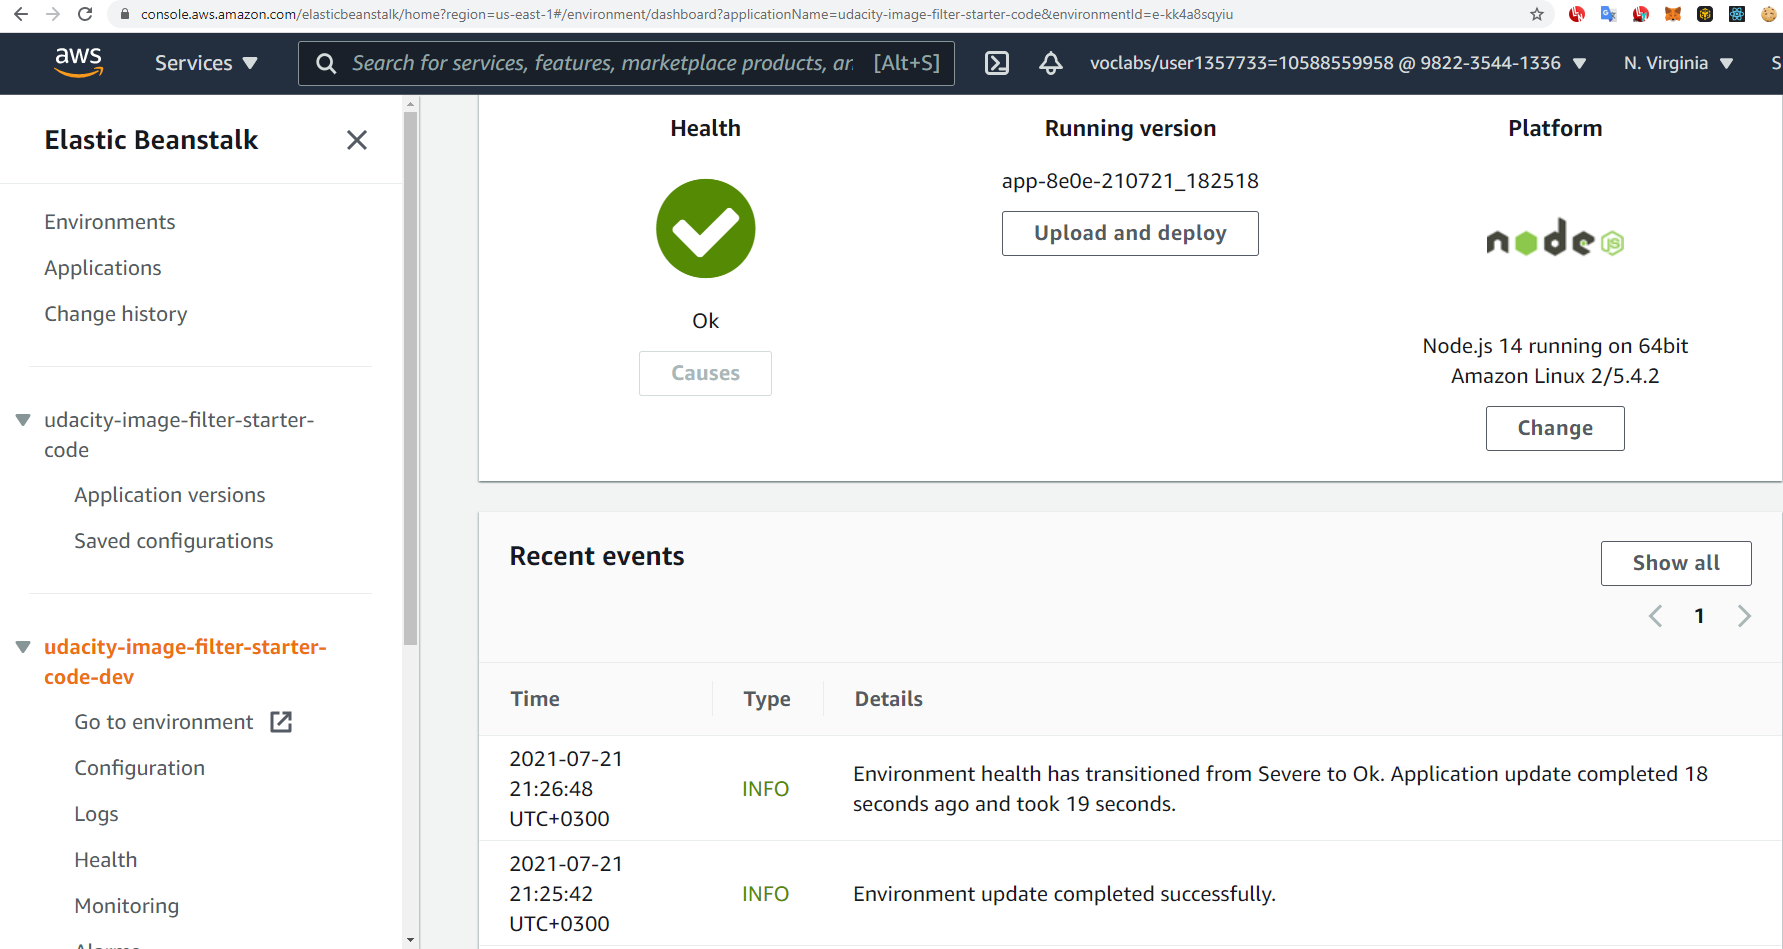 console.aws.amazon.com/elasticbeanstalk/home?region=us-east-1#/environment/dashboard?applicationName=udacity-image-filter-starter-code&environmentId=e-kk4a8sqyiu
aws
Services
Search for services, features, marketplace products, ar
[Alt+S]
voclabs/user1357733=10588559958 @ 9822-3544-1336
N. Virginia
S
Elastic Beanstalk
Environments
Applications
Change history
udacity-image-filter-starter-
code
Application versions
Saved configurations
udacity-image-filter-starter-
code-dev
Go to environment
Configuration
Logs
Health
Monitoring
Health
Ok
Causes
Running version
app-8e0e-210721_182518
Upload and deploy
Platform
node JS
Node.js 14 running on 64bit
Amazon Linux 2/5.4.2
Change
Recent events
Show all
1
Time
Type
Details
2021-07-21
21:26:48
UTC+0300
INFO
Environment health has transitioned from Severe to Ok. Application update completed 18
seconds ago and took 19 seconds.
2021-07-21
21:25:42
UTC+0300
INFO
Environment update completed successfully.